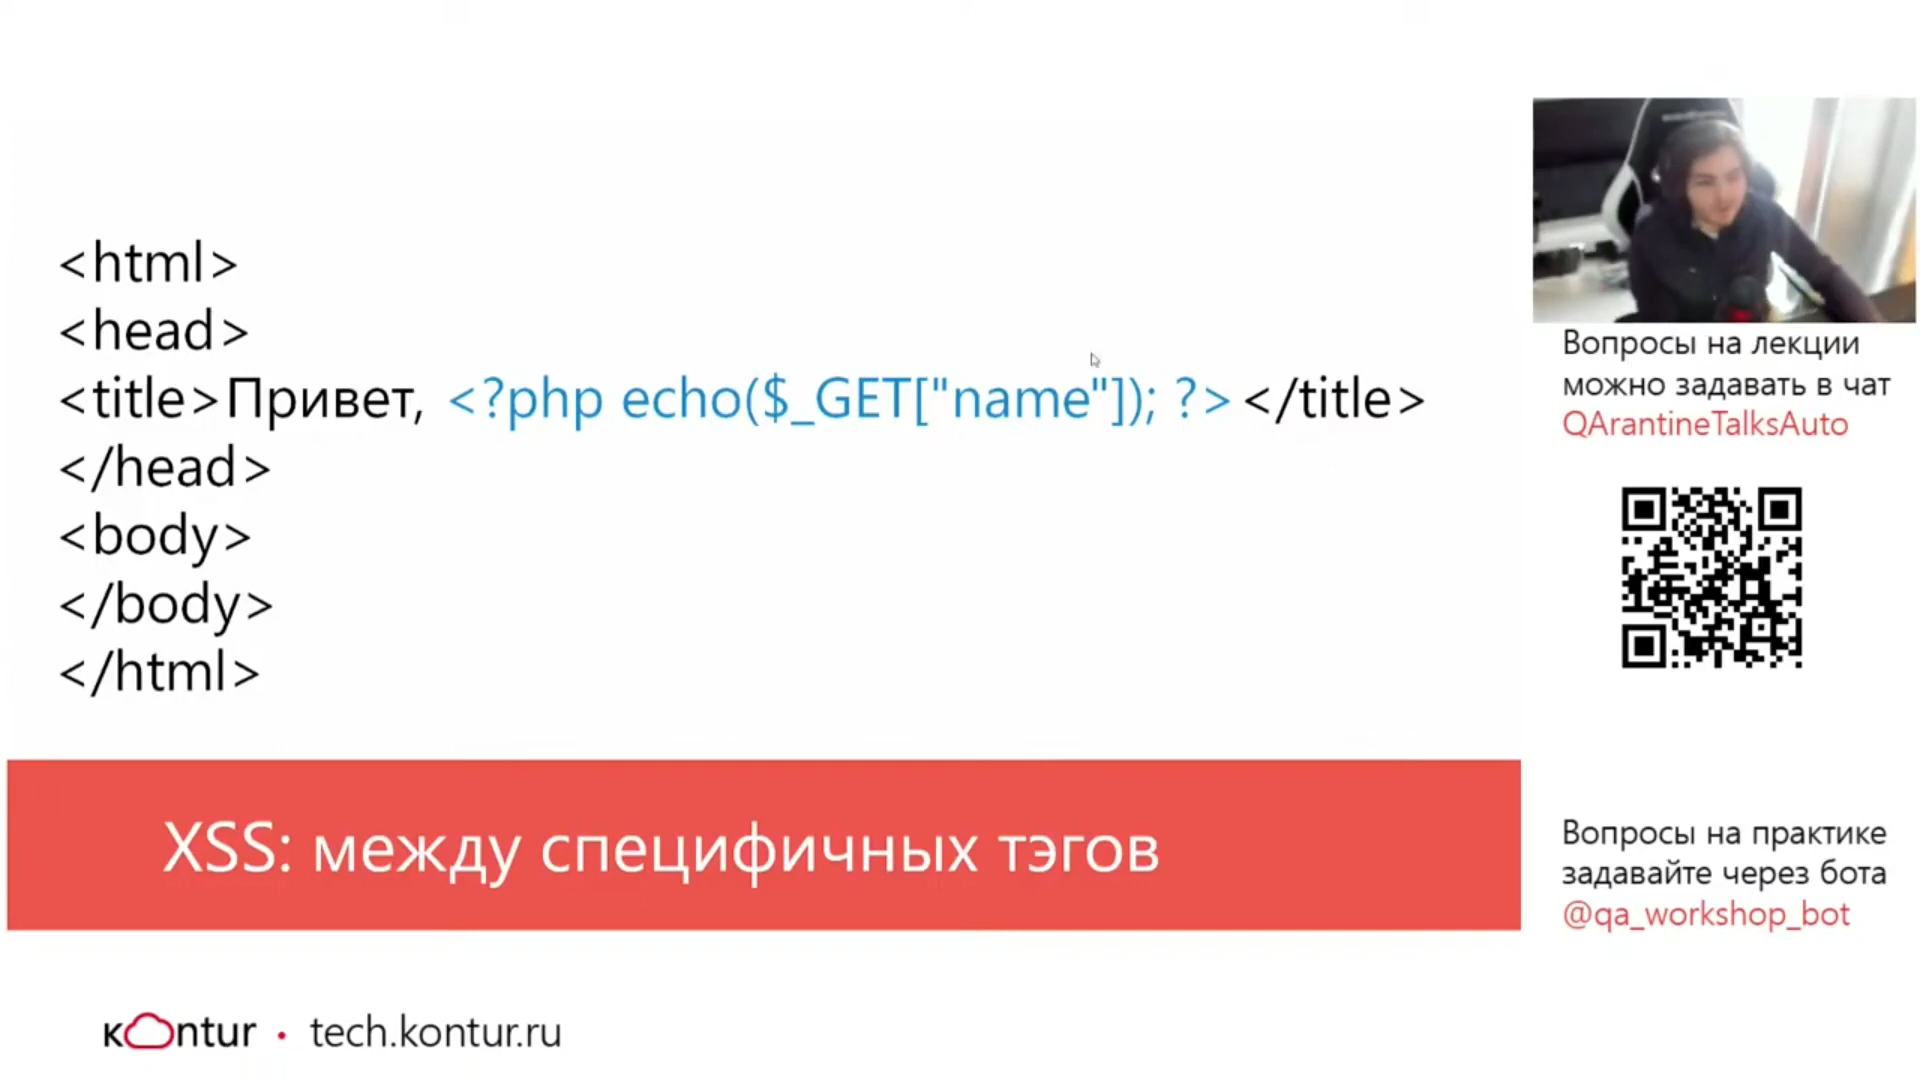 <html>
<head>
<title>Привет, <?php echo($_GET["name"]); ?></title>
</head>
<body>
</body>
</html>
XSS: между специфичных тэгов
кontur · tech.kontur.ru
Вопросы на лекции
можно задавать в чат
QArantineTalksAuto
Вопросы на практике
задавайте через бота
@qa_workshop_bot